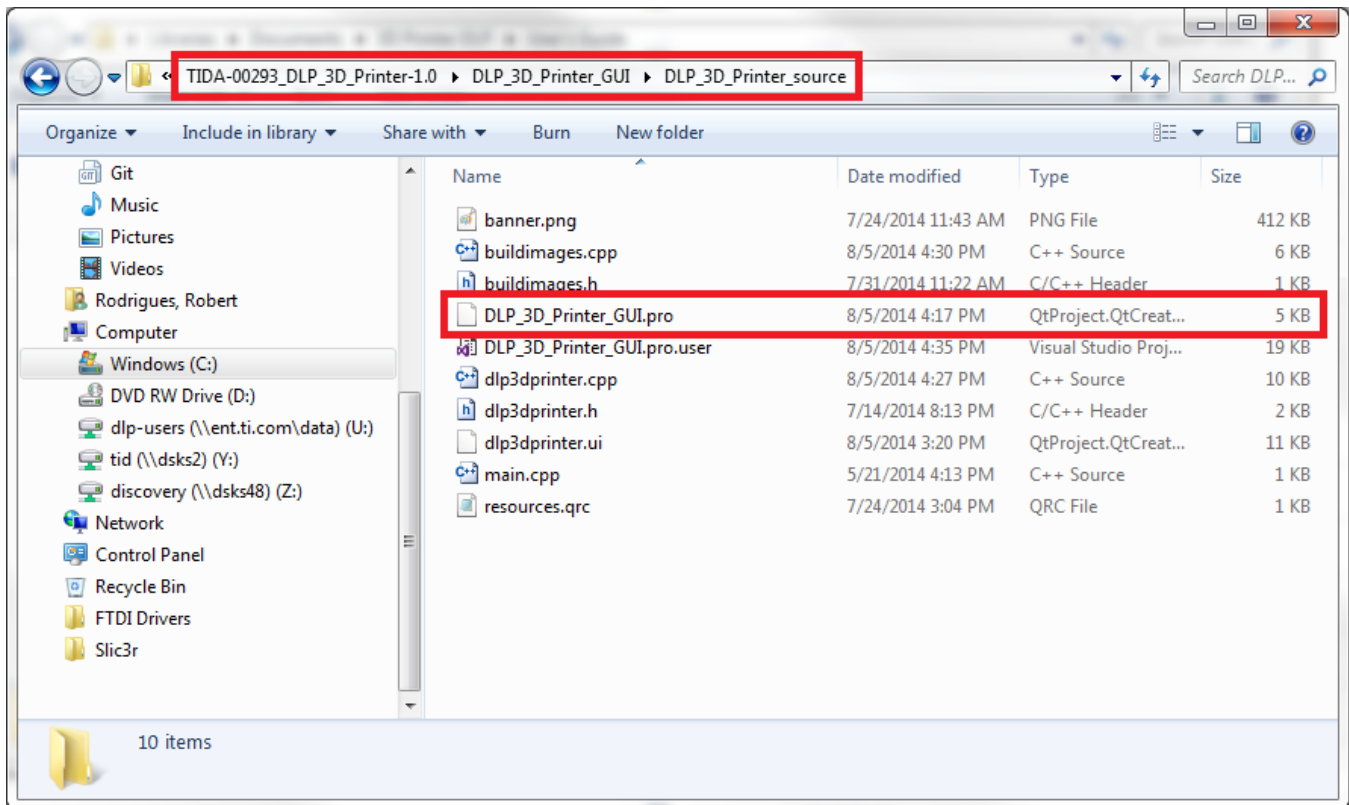 « TIDA-00293_DLP_3D_Printer-1.0 ▸ DLP_3D_Printer_GUI ▸ DLP_3D_Printer_source Search DLP...
Organize Include in library Share with Burn New folder
Git
Music
Pictures
Videos
Rodrigues, Robert
Computer
Windows (C:)
DVD RW Drive (D:)
dlp-users (\\ent.ti.com\data) (U:)
tid (\\dsks2) (Y:)
discovery (\\dsks48) (Z:)
Network
Control Panel
Recycle Bin
FTDI Drivers
Slic3r
Name Date modified Type Size
banner.png 7/24/2014 11:43 AM PNG File 412 KB
buildimages.cpp 8/5/2014 4:30 PM C++ Source 6 KB
buildimages.h 7/31/2014 11:22 AM C/C++ Header 1 KB
DLP_3D_Printer_GUI.pro 8/5/2014 4:17 PM QtProject.QtCreat... 5 KB
DLP_3D_Printer_GUI.pro.user 8/5/2014 4:35 PM Visual Studio Proj... 19 KB
dlp3dprinter.cpp 8/5/2014 4:27 PM C++ Source 10 KB
dlp3dprinter.h 7/14/2014 8:13 PM C/C++ Header 2 KB
dlp3dprinter.ui 8/5/2014 3:20 PM QtProject.QtCreat... 11 KB
main.cpp 5/21/2014 4:13 PM C++ Source 1 KB
resources.qrc 7/24/2014 3:04 PM QRC File 1 KB
10 items